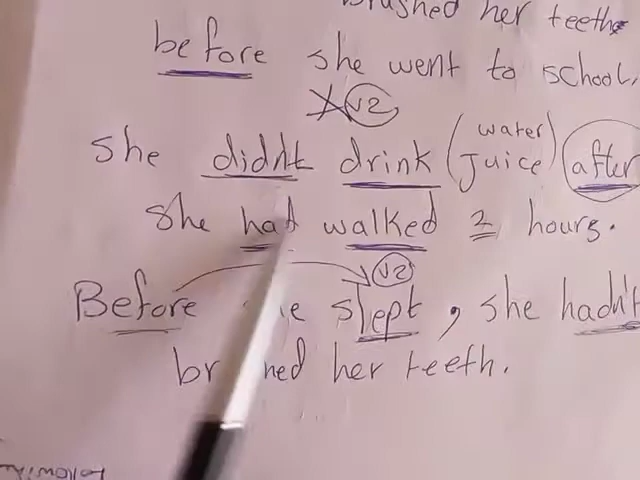 brushed her teeth
before she went to school.
V2
water
she didn't drink (Juice) after
she had walked 2 hours.
V2
Before slept, she hadn't
her teeth.